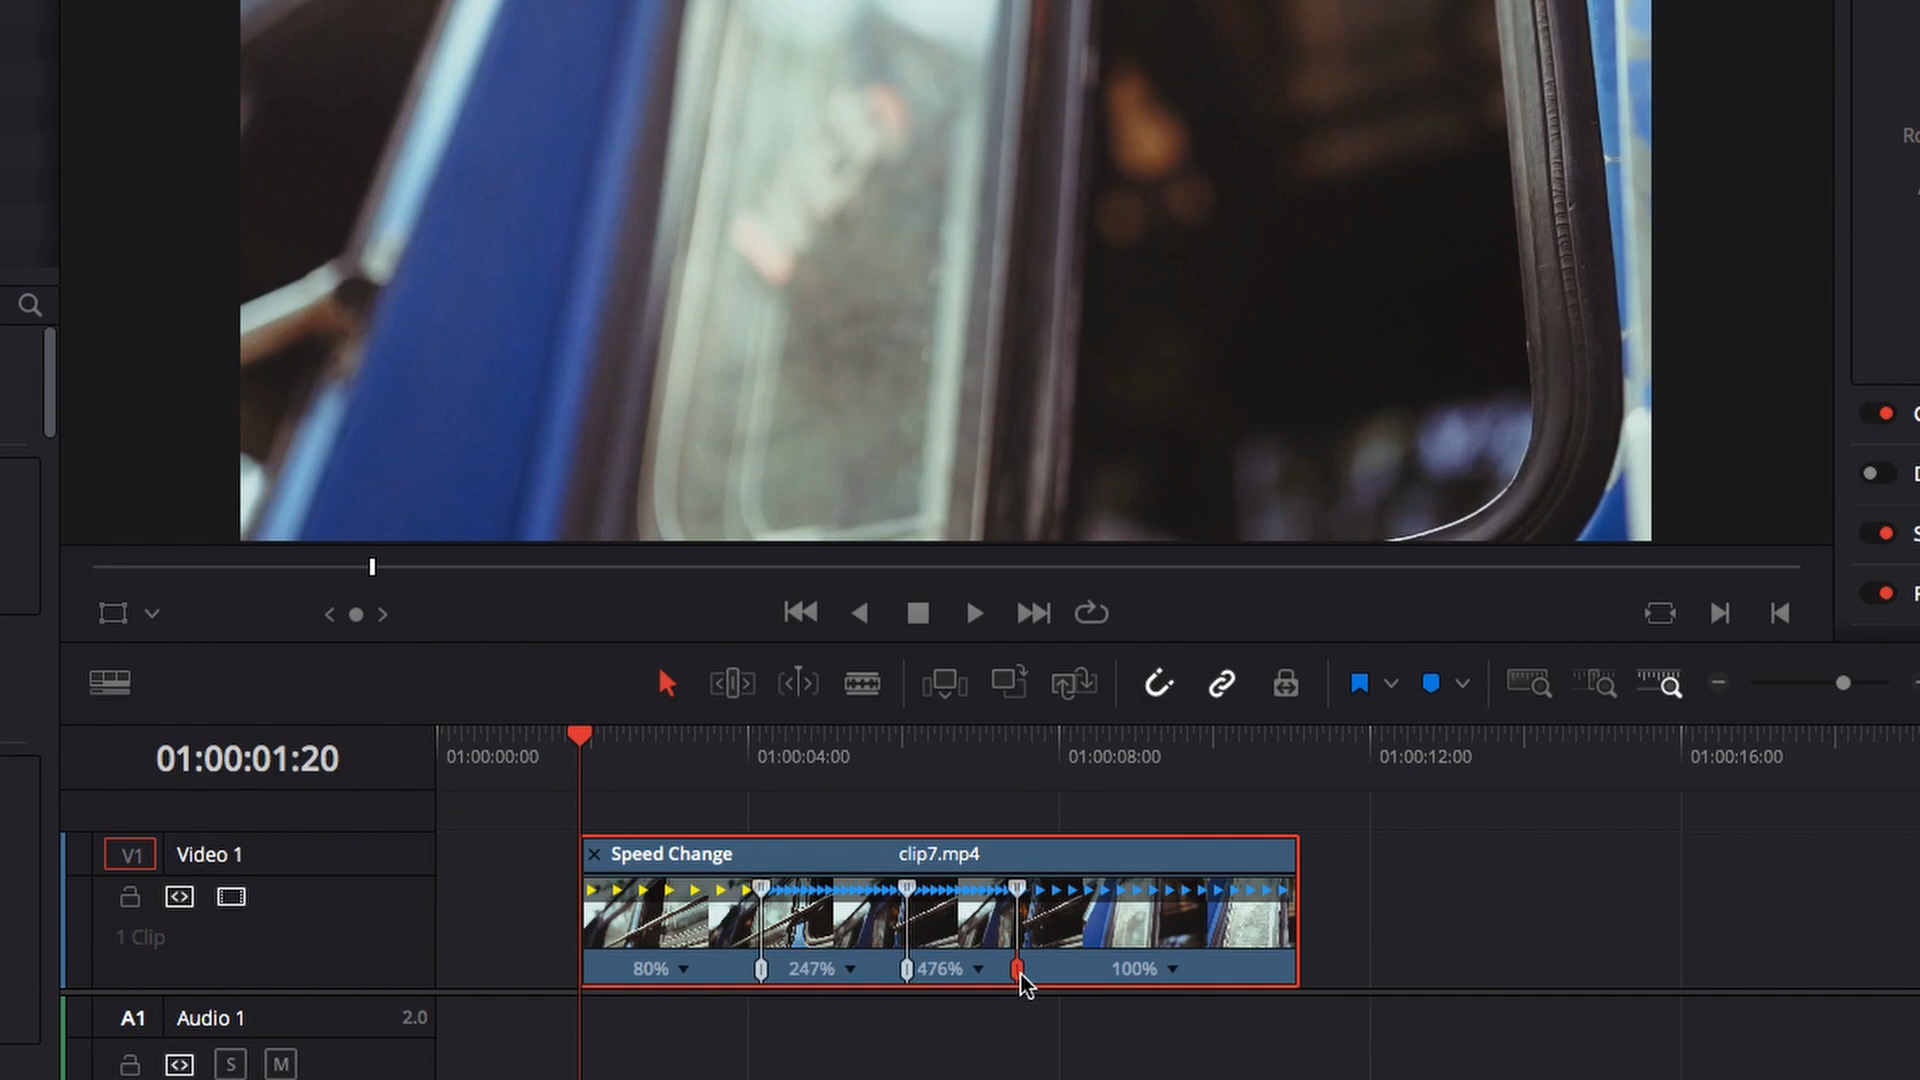 Ro
01:00:01:20
01:00:00:00
01:00:04:00
01:00:08:00
01:00:12:00
01:00:16:00
V1
Video 1
Speed Change
clip7.mp4
1 Clip
80%
247%
476%
100%
A1
Audio 1
2.0
S
M